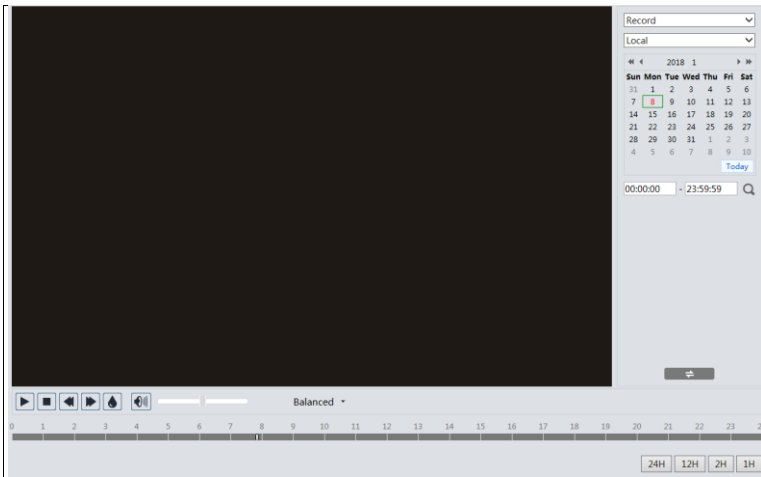 Record
Local
2018 1
Sun Mon Tue Wed Thu Fri Sat
31 1 2 3 4 5 6
7 8 9 10 11 12 13
14 15 16 17 18 19 20
21 22 23 24 25 26 27
28 29 30 31 1 2 3
4 5 6 7 8 9 10
Today
00:00:00 - 23:59:59
Balanced
0 1 2 3 4 5 6 7 8 9 10 11 12 13 14 15 16 17 18 19 20 21 22 23 2
24H 12H 2H 1H